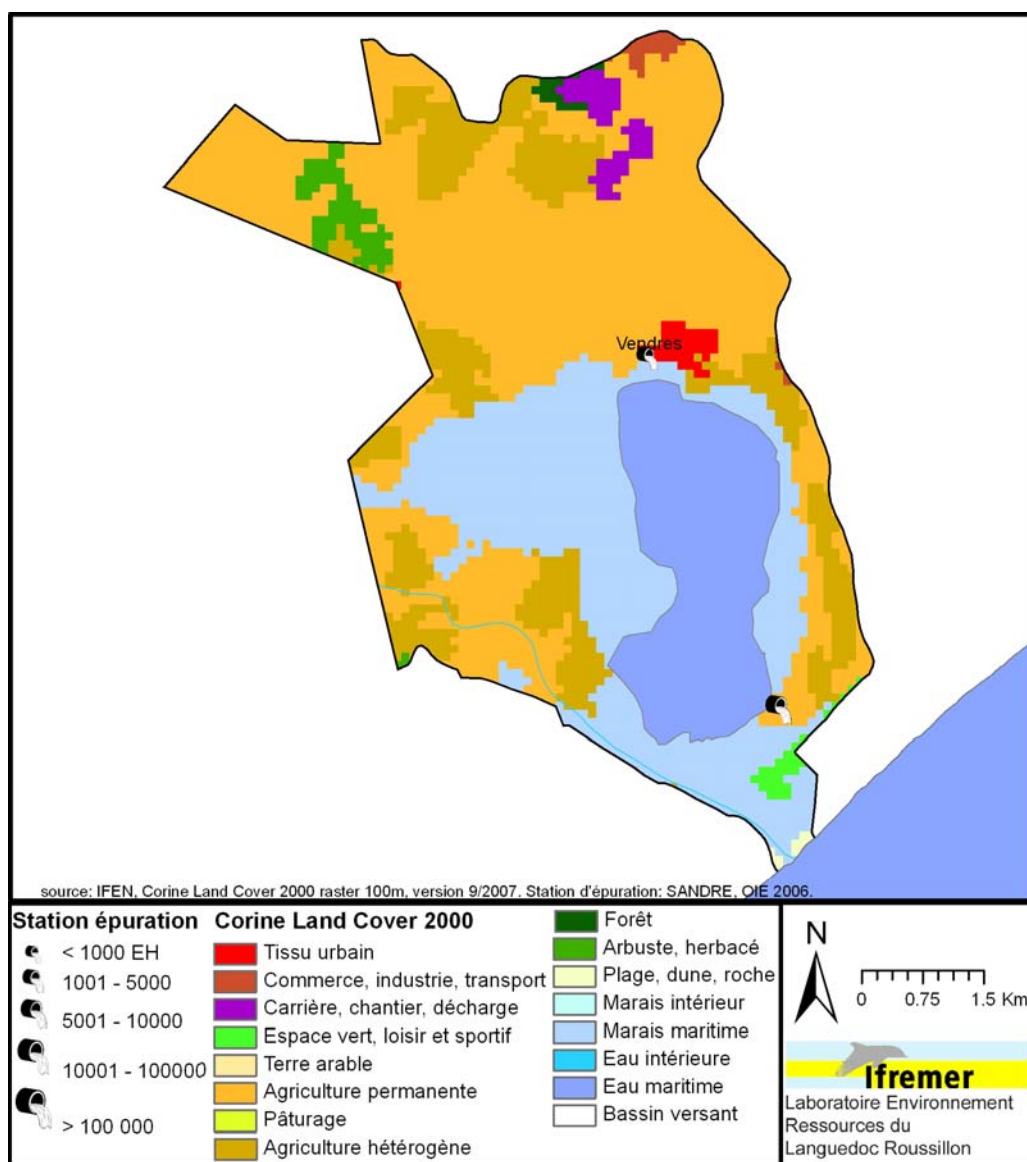 Vendres
source: IFEN, Corine Land Cover 2000 raster 100m, version 9/2007. Station d'épuration: SANDRE, OIE 2006.
Station épuration
< 1000 EH
1001 - 5000
5001 - 10000
10001 - 100000
> 100 000
Corine Land Cover 2000
Tissu urbain
Commerce, industrie, transport
Carrière, chantier, décharge
Espace vert, loisir et sportif
Terre arable
Agriculture permanente
Pâturage
Agriculture hétérogène
Forêt
Arbuste, herbacé
Plage, dune, roche
Marais intérieur
Marais maritime
Eau intérieure
Eau maritime
Bassin versant
N
0 0.75 1.5 Km
Ifremer
Laboratoire Environnement
Ressources du
Languedoc Roussillon